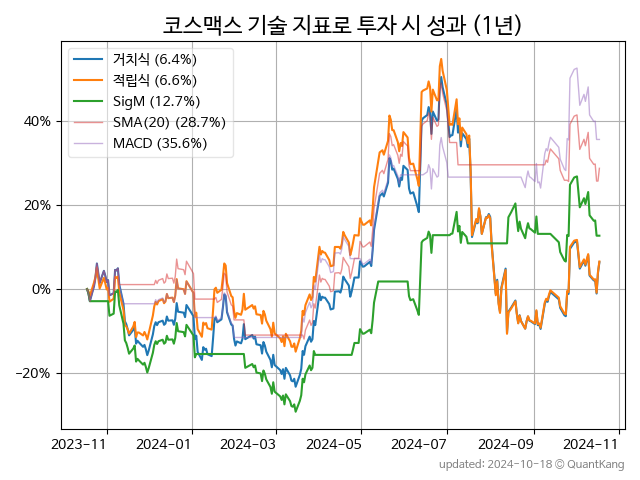 코스맥스 기술 지표로 투자 시 성과 (1년)
거치식 (6.4%)
적립식 (6.6%)
SigM (12.7%)
SMA(20) (28.7%)
MACD (35.6%)
40%
20%
0%
−20%
2023-11 2024-01 2024-03 2024-05 2024-07 2024-09 2024-11
updated: 2024-10-18 © QuantKang